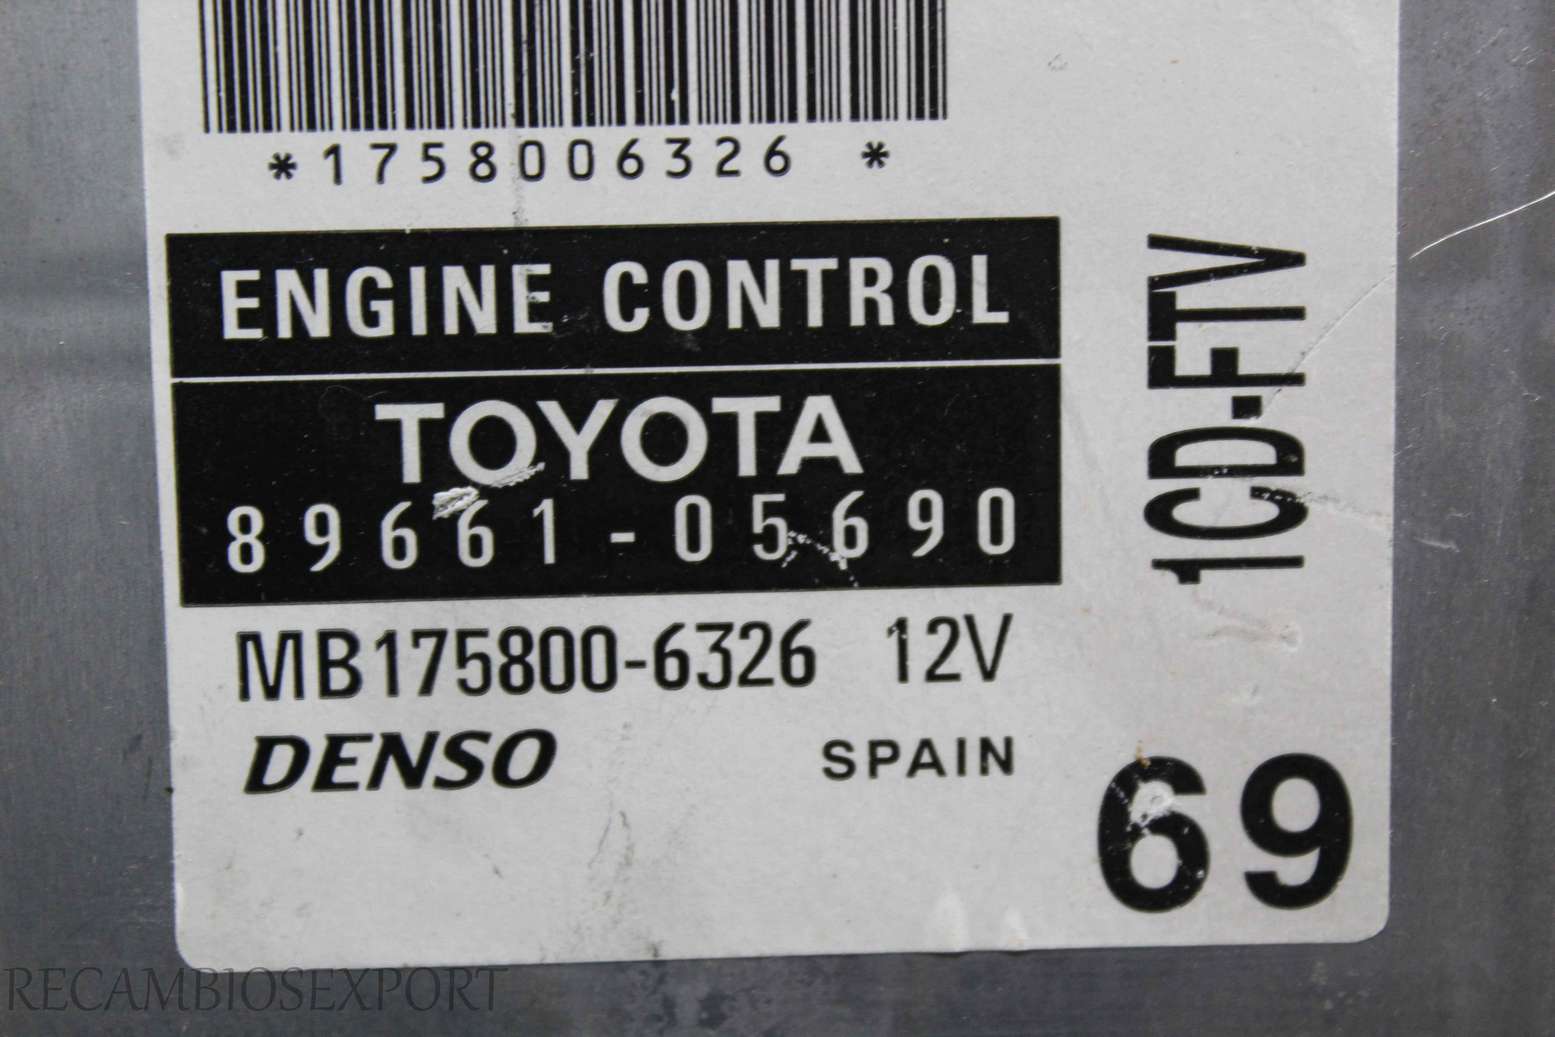 *1758006326 *
ENGINE CONTROL
TOYOTA
89661-05690
MB175800-6326 12V
DENSO SPAIN
1CD-FTV
69
RECAMBIOSEXPORT